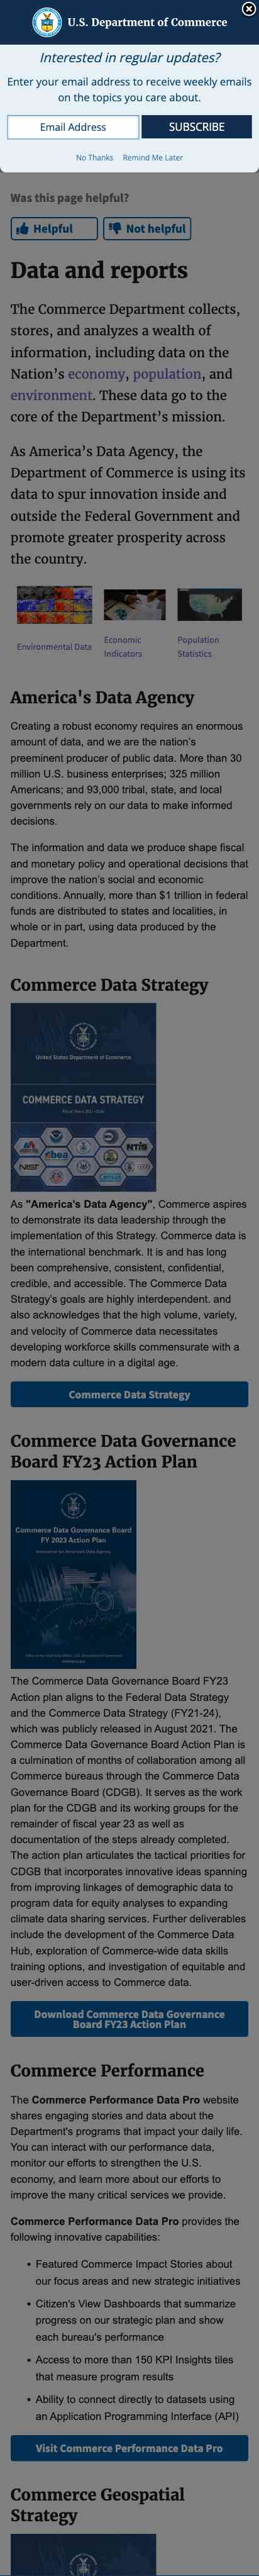 U.S. Department of Commerce
Interested in regular updates?
Enter your email address to receive weekly emails
on the topics you care about.
Email Address
SUBSCRIBE
No Thanks Remind Me Later
Was this page helpful?
Helpful
Not helpful
Data and reports
The Commerce Department collects,
stores, and analyzes a wealth of
information, including data on the
Nation's economy, population, and
environment. These data go to the
core of the Department's mission.
As America's Data Agency, the
Department of Commerce is using its
data to spur innovation inside and
outside the Federal Government and
promote greater prosperity across
the country.
Environmental Data
Economic
Indicators
Population
Statistics
America's Data Agency
Creating a robust economy requires an enormous
amount of data, and we are the nation's
preeminent producer of public data. More than 30
million U.S. business enterprises; 325 million
Americans; and 93,000 tribal, state, and local
governments rely on our data to make informed
decisions.
The information and data we produce shape fiscal
and monetary policy and operational decisions that
improve the nation's social and economic
conditions. Annually, more than $1 trillion in federal
funds are distributed to states and localities, in
whole or in part, using data produced by the
Department.
Commerce Data Strategy
United States Department of Commerce
COMMERCE DATA STRATEGY
NTIS
bea
NIST
Census
As "America's Data Agency", Commerce aspires
to demonstrate its data leadership through the
implementation of this Strategy. Commerce data is
the international benchmark. It is and has long
been comprehensive, consistent, confidential,
credible, and accessible. The Commerce Data
Strategy's goals are highly interdependent. and
also acknowledges that the high volume, variety,
and velocity of Commerce data necessitates
developing workforce skills commensurate with a
modern data culture in a digital age.
Commerce Data Strategy
Commerce Data Governance
Board FY23 Action Plan
Commerce Data Governance Board
FY 2023 Action Plan
Innovation for America's Data Agency
The Commerce Data Governance Board FY23
Action plan aligns to the Federal Data Strategy
and the Commerce Data Strategy (FY21-24),
which was publicly released in August 2021. The
Commerce Data Governance Board Action Plan is
a culmination of months of collaboration among all
Commerce bureaus through the Commerce Data
Governance Board (CDGB). It serves as the work
plan for the CDGB and its working groups for the
remainder of fiscal year 23 as well as
documentation of the steps already completed.
The action plan articulates the tactical priorities for
CDGB that incorporates innovative ideas spanning
from improving linkages of demographic data to
program data for equity analyses to expanding
climate data sharing services. Further deliverables
include the development of the Commerce Data
Hub, exploration of Commerce-wide data skills
training options, and investigation of equitable and
user-driven access to Commerce data.
Download Commerce Data Governance
Board FY23 Action Plan
Commerce Performance
The Commerce Performance Data Pro website
shares engaging stories and data about the
Department's programs that impact your daily life.
You can interact with our performance data,
monitor our efforts to strengthen the U.S.
economy, and learn more about our efforts to
improve the many critical services we provide.
Commerce Performance Data Pro provides the
following innovative capabilities:
• Featured Commerce Impact Stories about
our focus areas and new strategic initiatives
• Citizen's View Dashboards that summarize
progress on our strategic plan and show
each bureau's performance
• Access to more than 150 KPI Insights tiles
that measure program results
• Ability to connect directly to datasets using
an Application Programming Interface (API)
Visit Commerce Performance Data Pro
Commerce Geospatial
Strategy